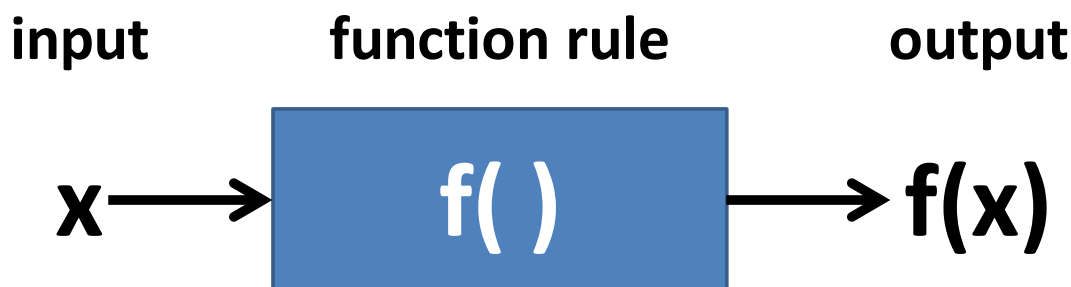 input function rule output
x f( ) f(x)